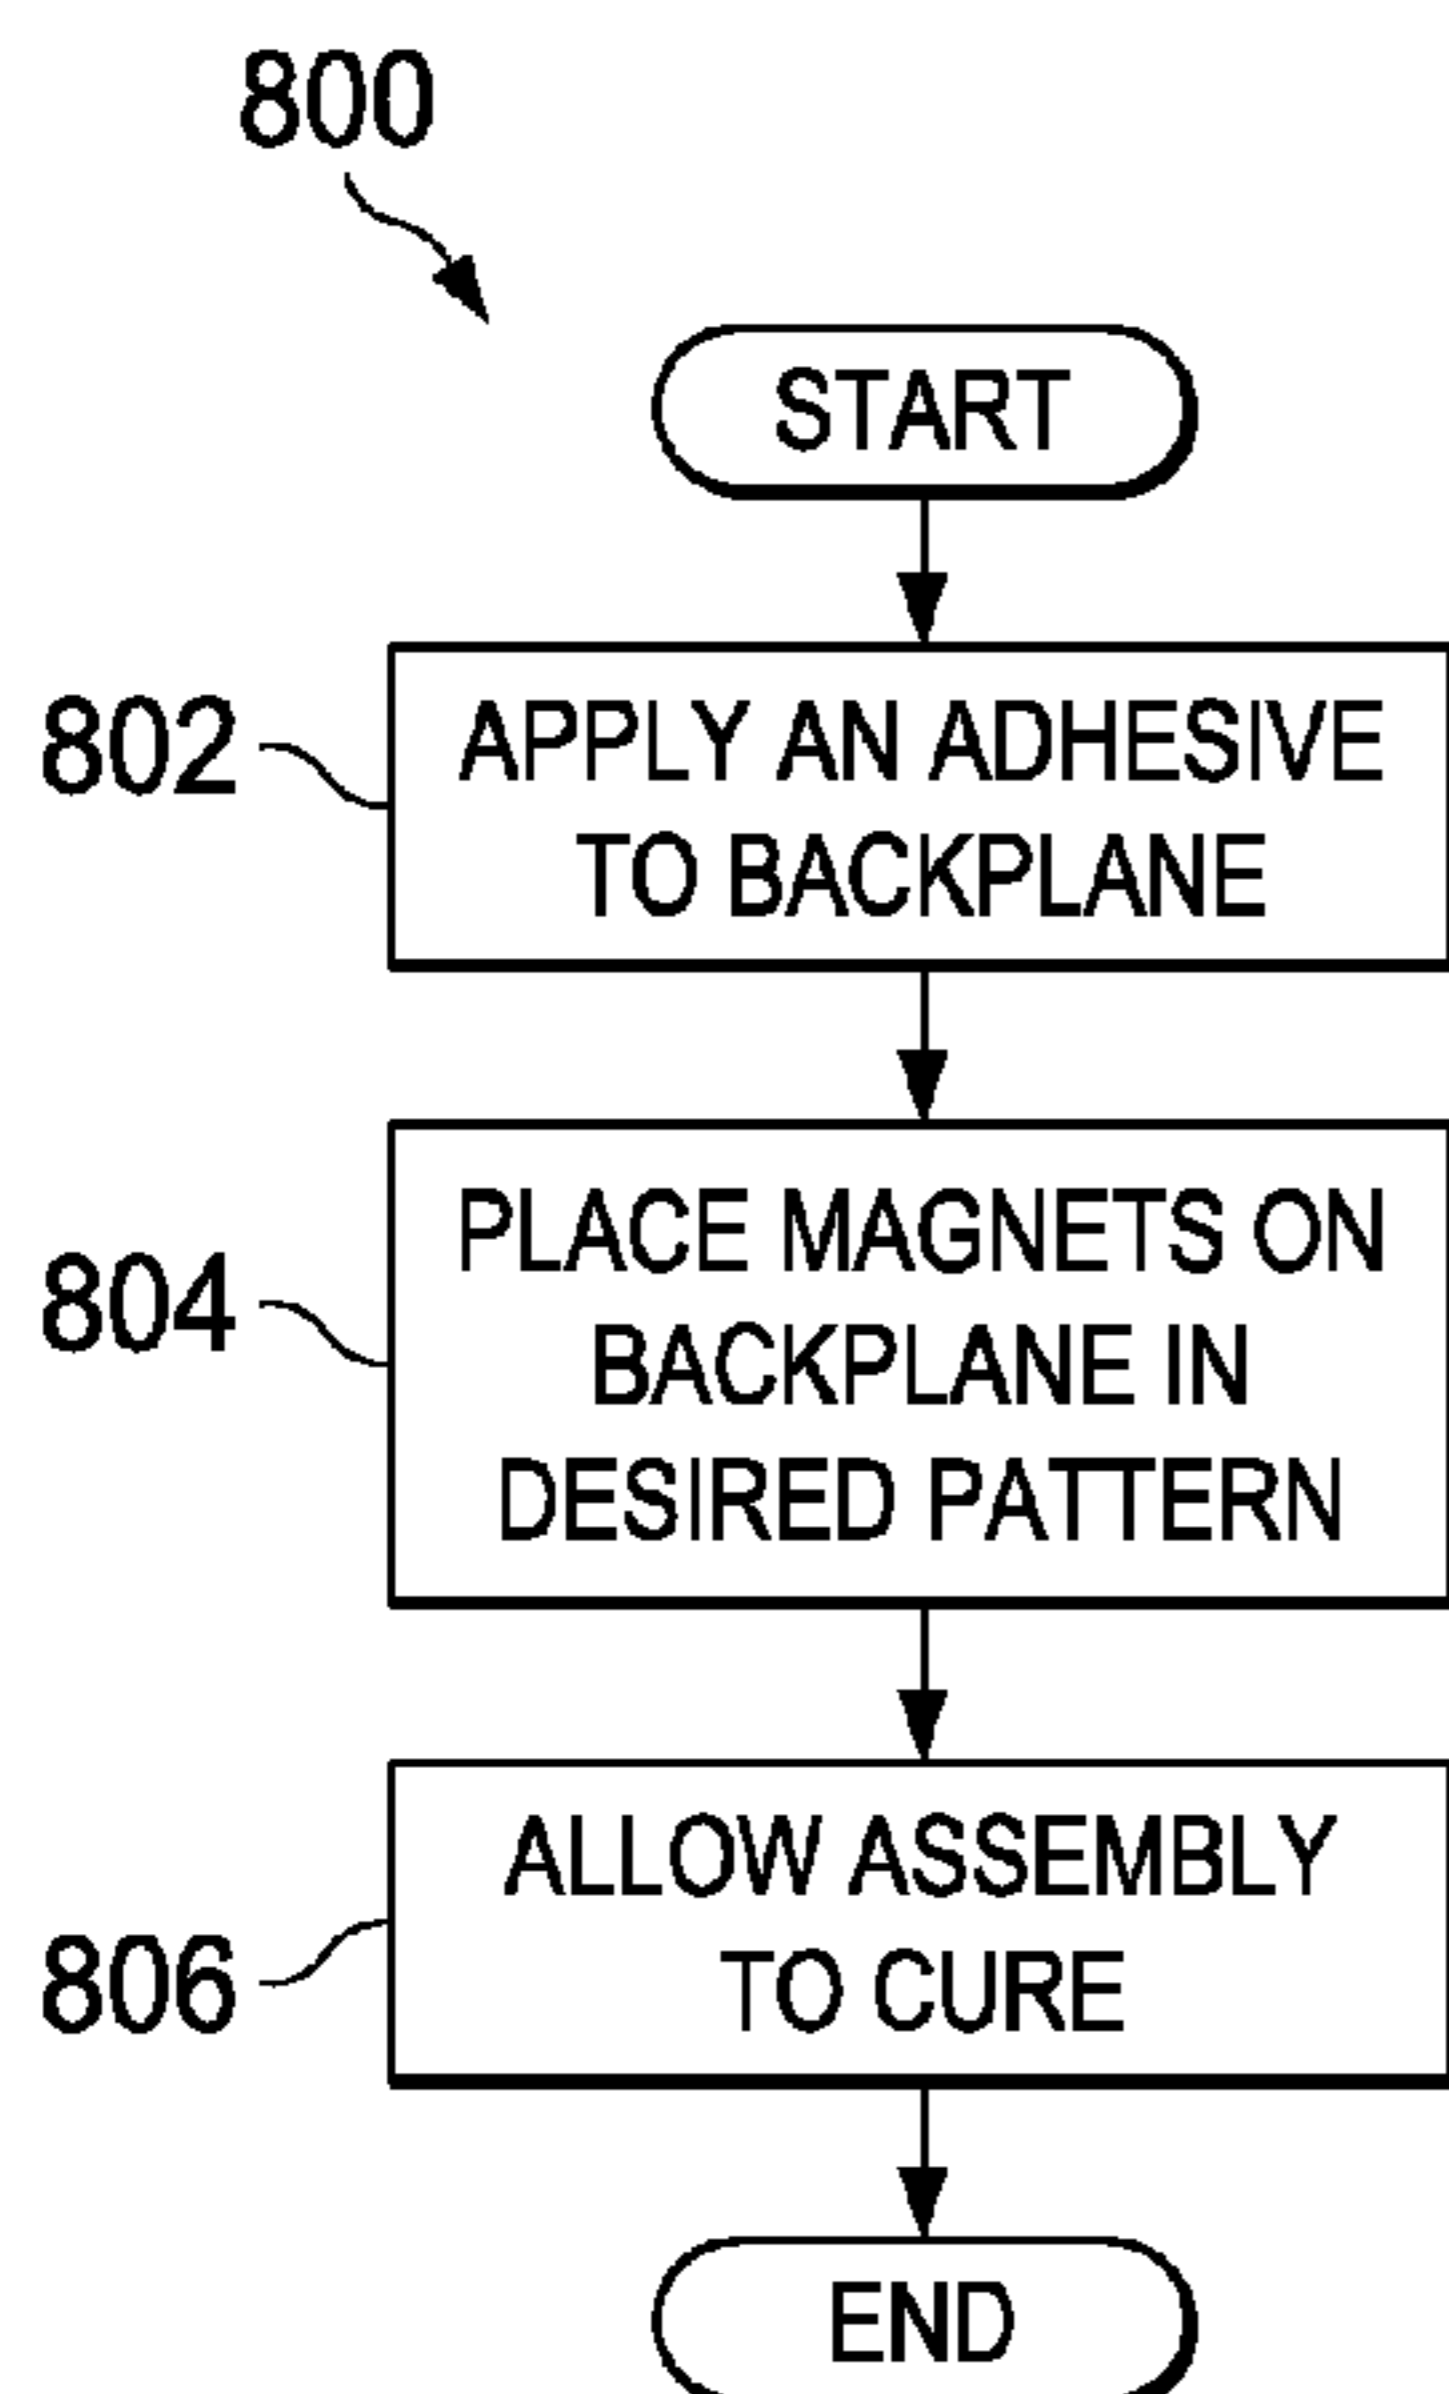 800
START
802
APPLY AN ADHESIVE
TO BACKPLANE
804
PLACE MAGNETS ON
BACKPLANE IN
DESIRED PATTERN
806
ALLOW ASSEMBLY
TO CURE
END